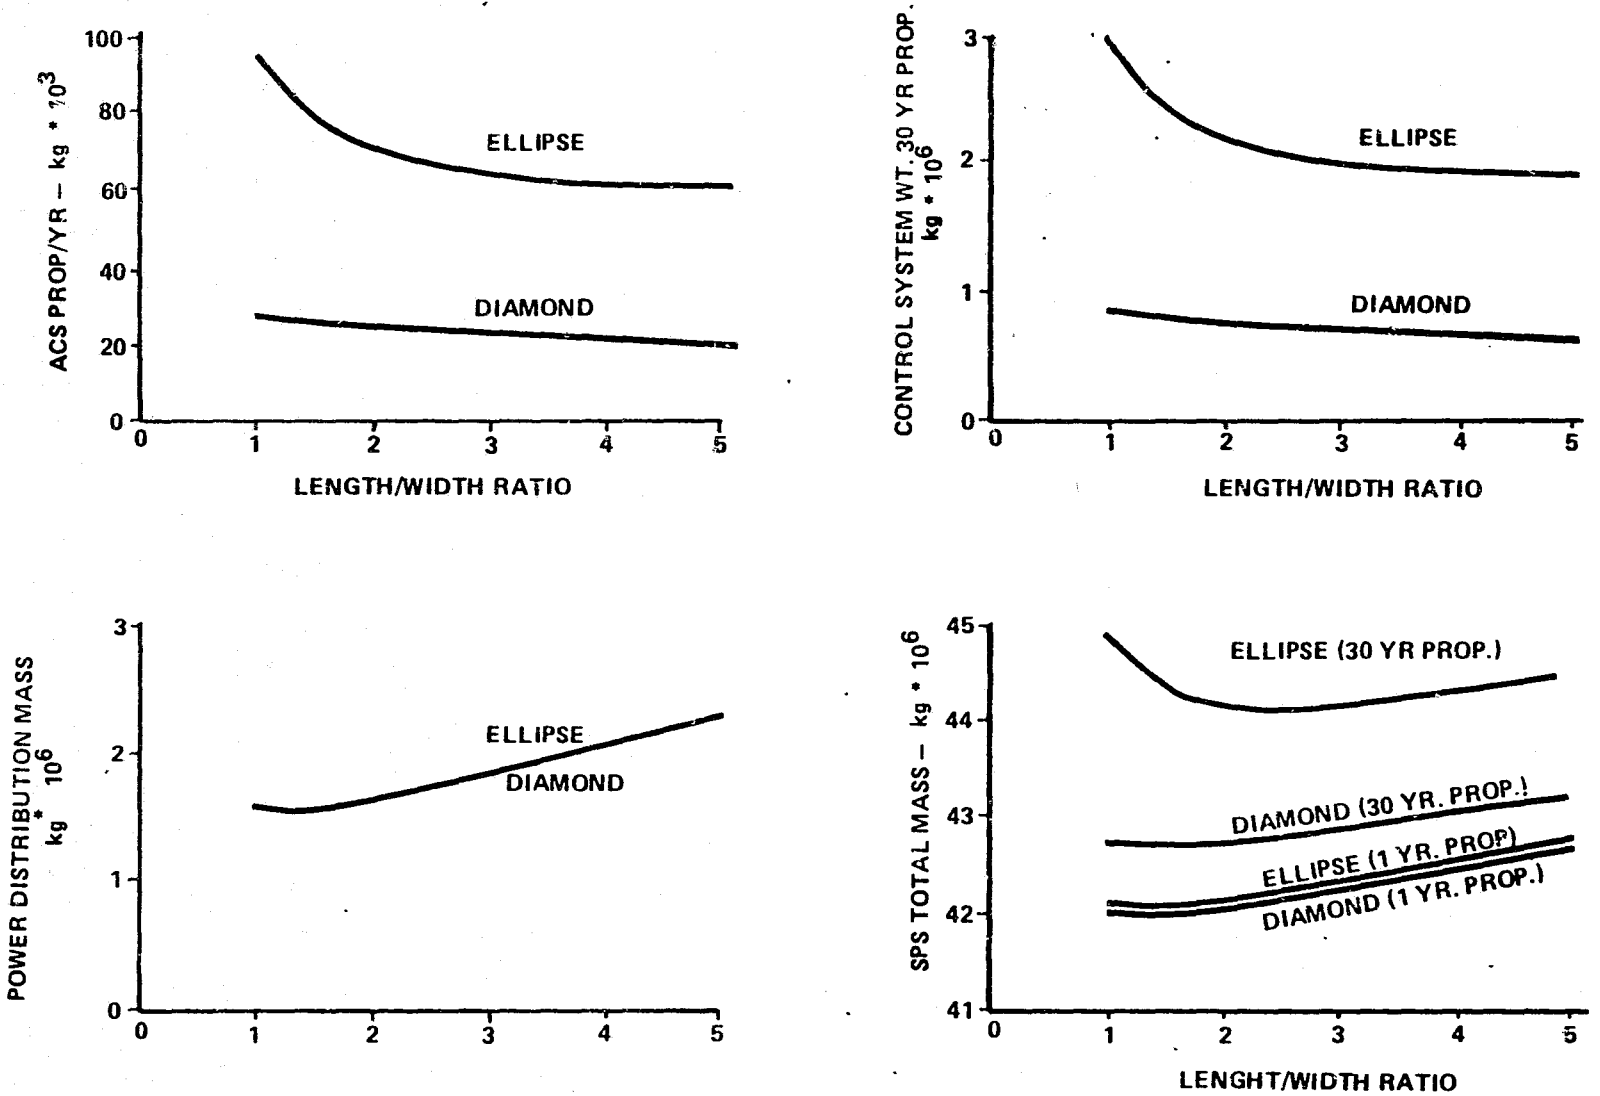 ACS PROP/YR — kg * 10³
100
80
60
40
20
0
ELLIPSE
DIAMOND
0 1 2 3 4 5
LENGTH/WIDTH RATIO
CONTROL SYSTEM WT. 30 YR PROP.
kg * 10⁶
3
2
1
0
ELLIPSE
DIAMOND
0 1 2 3 4 5
LENGTH/WIDTH RATIO
POWER DISTRIBUTION MASS
kg * 10⁶
3
2
1
0
ELLIPSE
DIAMOND
0 1 2 3 4 5
SPS TOTAL MASS — kg * 10⁶
45
44
43
42
41
ELLIPSE (30 YR PROP.)
DIAMOND (30 YR. PROP.)
ELLIPSE (1 YR. PROP)
DIAMOND (1 YR. PROP.)
0 1 2 3 4 5
LENGHT/WIDTH RATIO